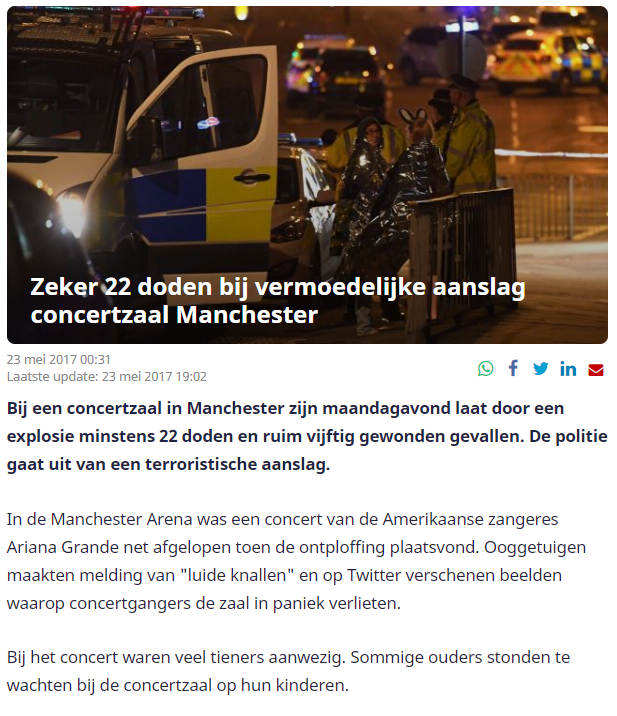 Zeker 22 doden bij vermoedelijke aanslag
concertzaal Manchester
23 mei 2017 00:31
Laatste update: 23 mei 2017 19:02
Bij een concertzaal in Manchester zijn maandagavond laat door een
explosie minstens 22 doden en ruim vijftig gewonden gevallen. De politie
gaat uit van een terroristische aanslag.
In de Manchester Arena was een concert van de Amerikaanse zangeres
Ariana Grande net afgelopen toen de ontploffing plaatsvond. Ooggetuigen
maakten melding van "luide knallen" en op Twitter verschenen beelden
waarop concertgangers de zaal in paniek verlieten.
Bij het concert waren veel tieners aanwezig. Sommige ouders stonden te
wachten bij de concertzaal op hun kinderen.